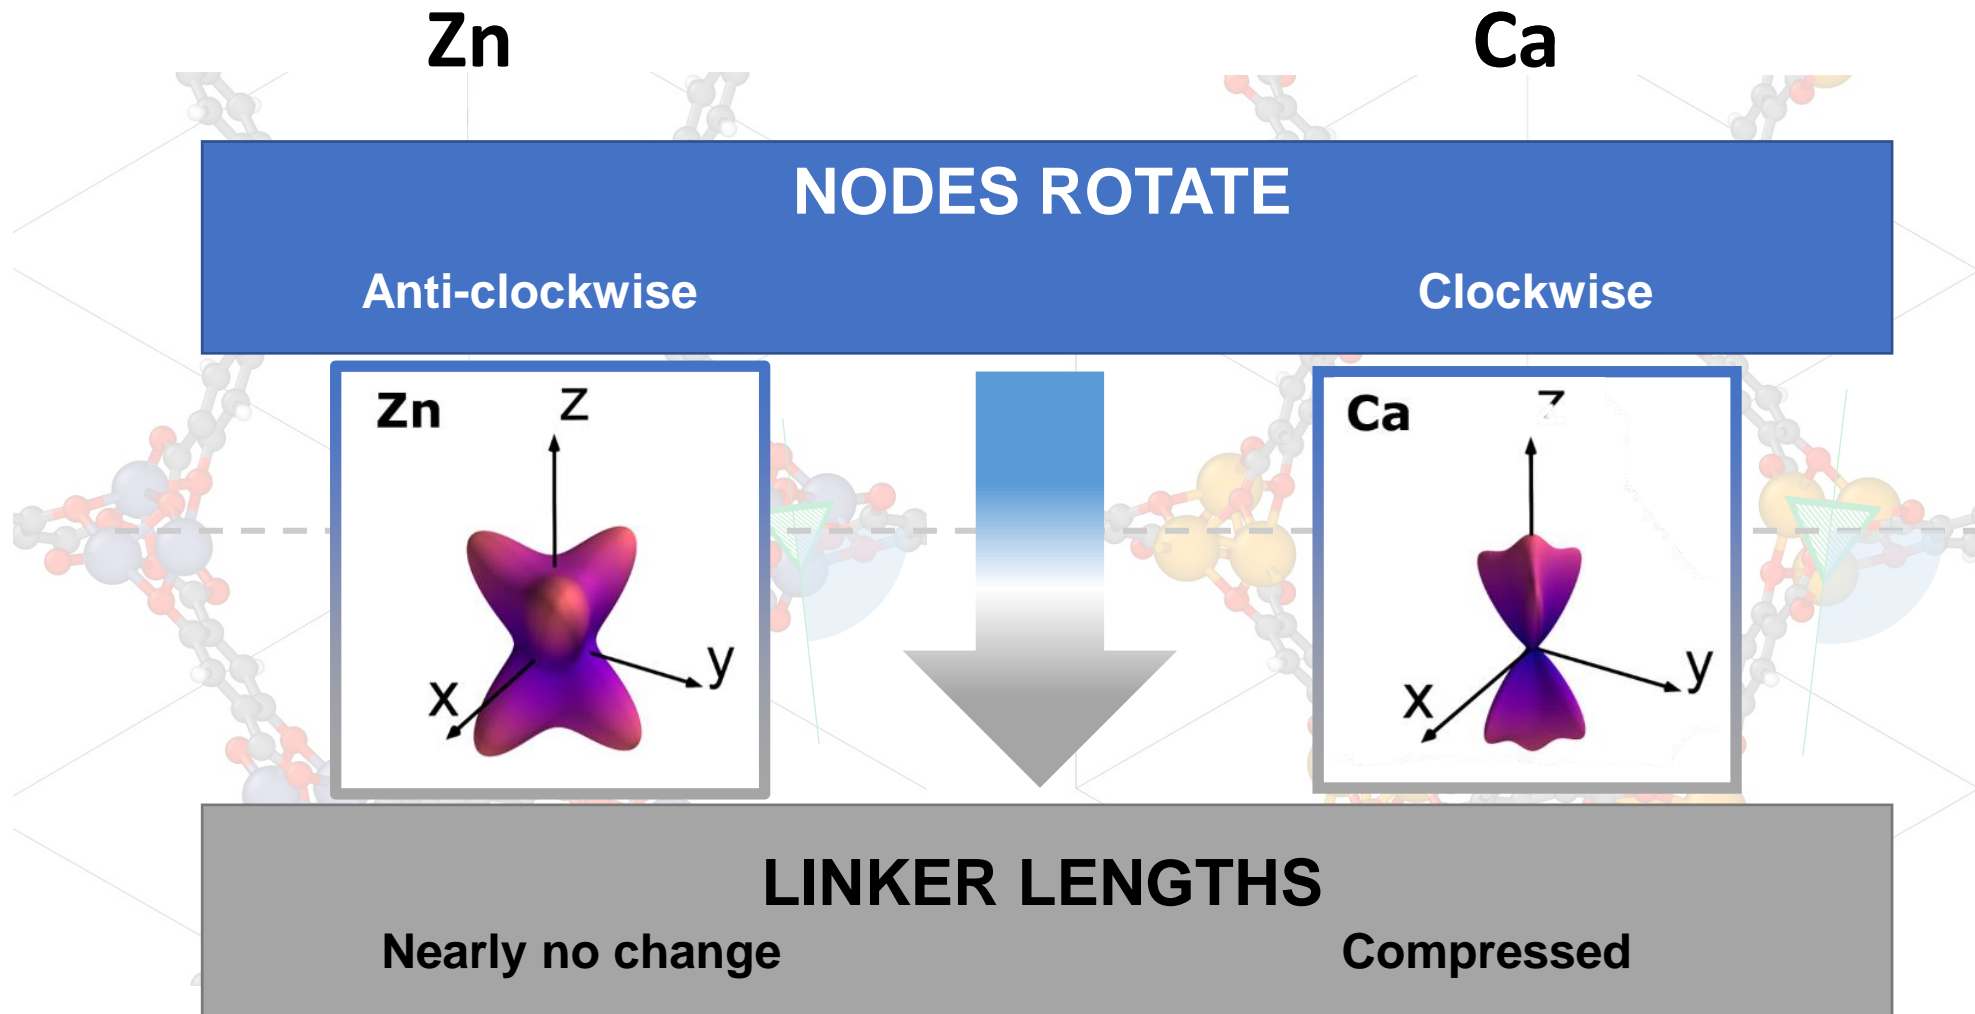 Zn Ca
NODES ROTATE
Anti-clockwise Clockwise
Zn
z
x
y
Ca
z
x
y
LINKER LENGTHS
Nearly no change Compressed